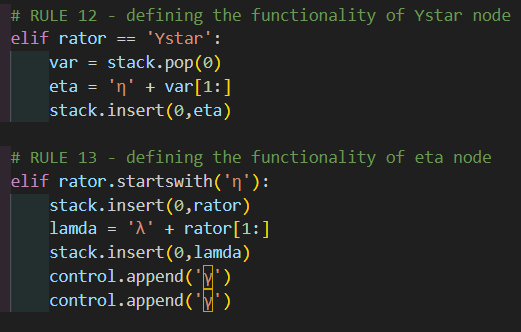 # RULE 12 - defining the functionality of Ystar node
elif rator == 'Ystar':
    var = stack.pop(0)
    eta = 'η' + var[1:]
    stack.insert(0,eta)

# RULE 13 - defining the functionality of eta node
elif rator.startswith('η'):
    stack.insert(0,rator)
    lamda = 'λ' + rator[1:]
    stack.insert(0,lamda)
    control.append('γ')
    control.append('γ')